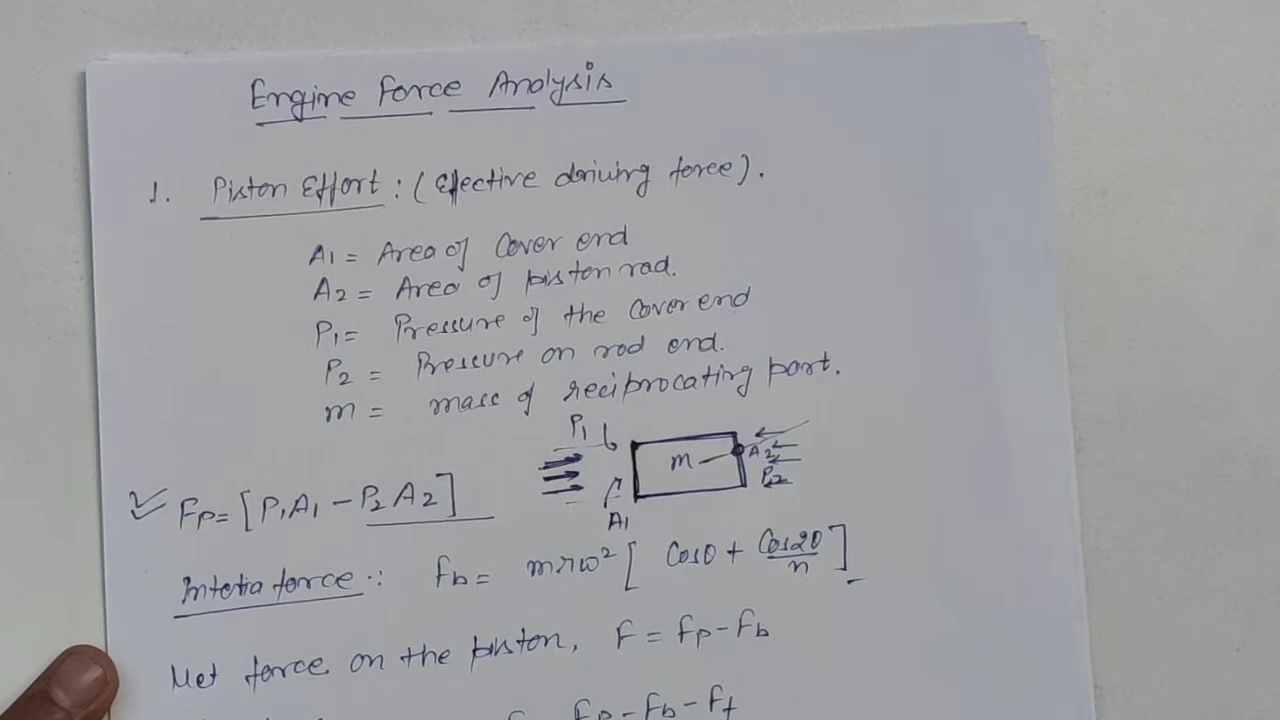 Engine Force Analysis
1. Piston Effort : (Effective driving force).
A1 = Area of Cover end
A2 = Area of piston rod.
P1 = Pressure of the Cover end
P2 = Pressure on rod end.
m = mass of reciprocating part.
P1
m
A2
P2
A1
Fp = [P1A1 - P2A2]
Intertia force : Fb = mrω² [ Cosθ + Cos2θ/n ]
Net force on the piston, F = Fp - Fb
Fp - Fb - Ff